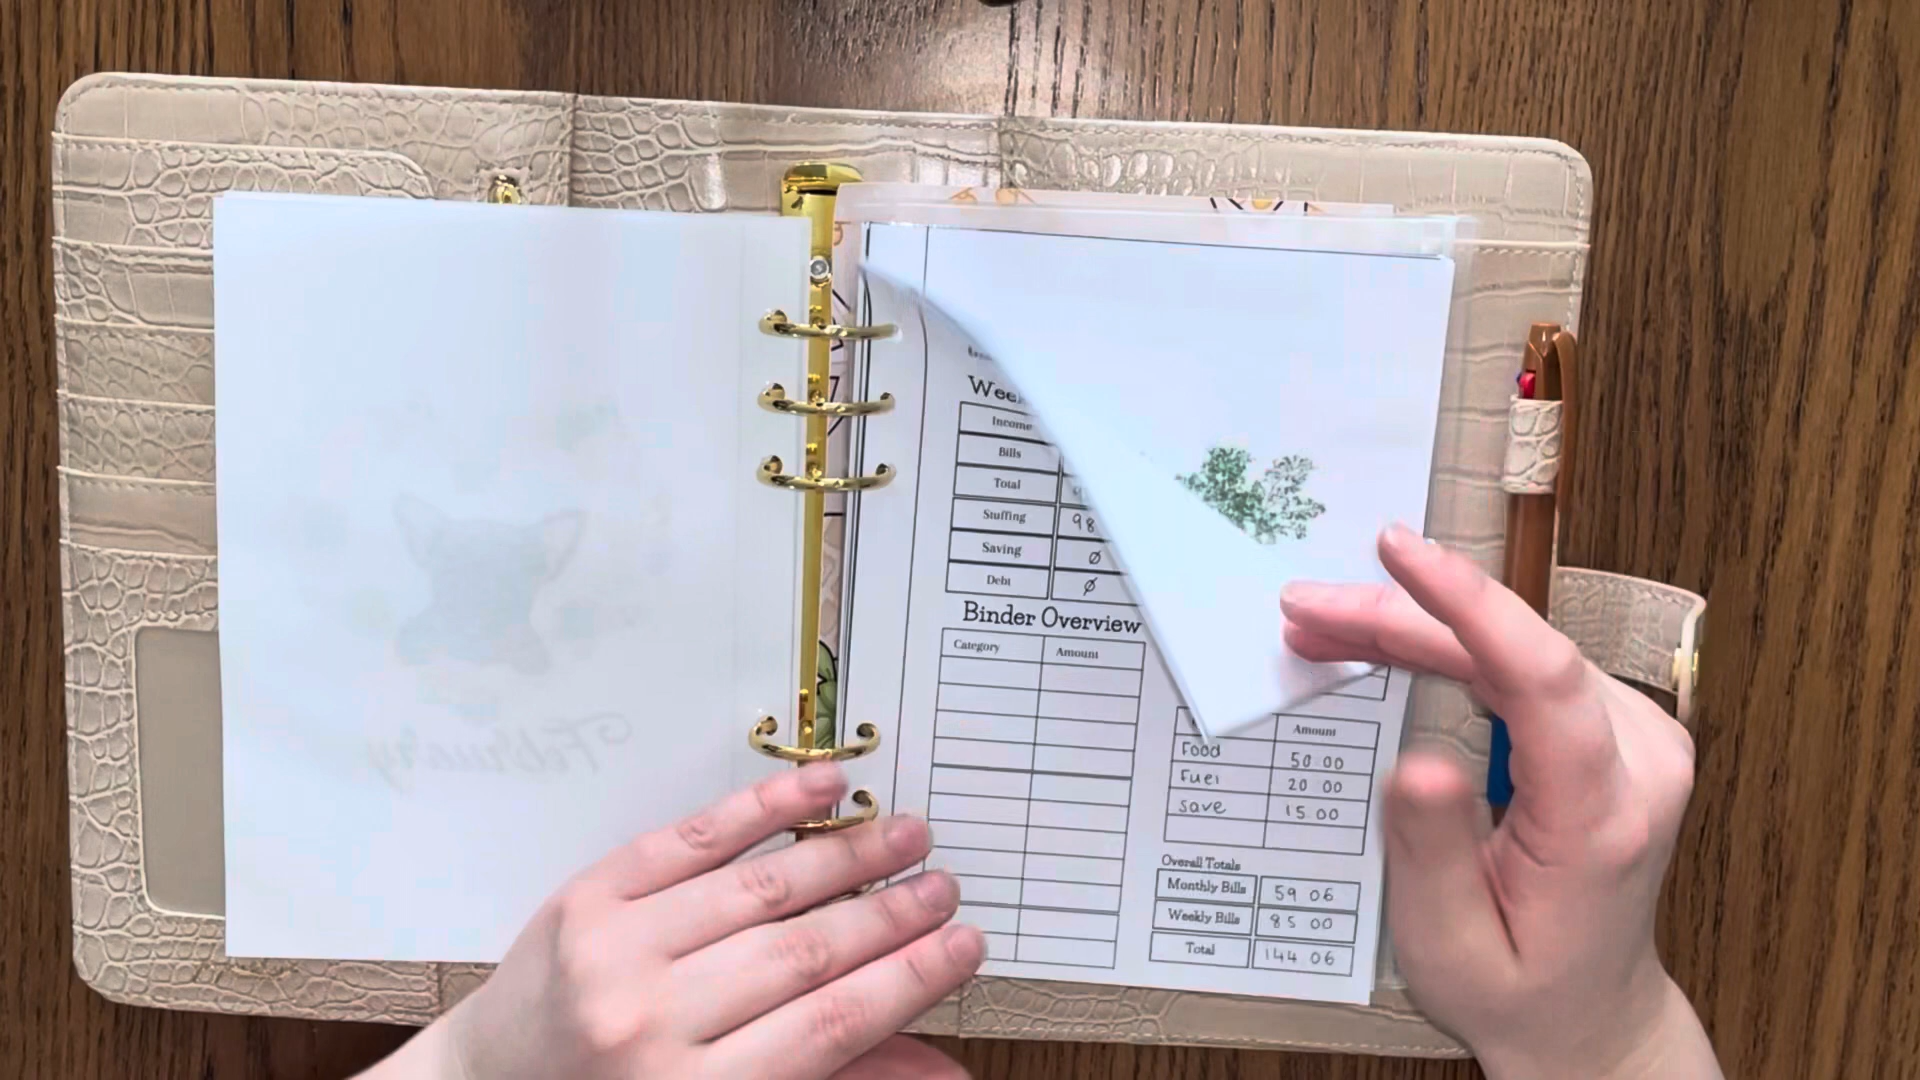 February
Income
Bills
Total
Stuffing 98
Saving ∅
Debt ∅
Binder Overview
Category Amount
Amount
Food 50 00
Fuel 20 00
Save 15 00
Overall Totals
Monthly Bills 59 06
Weekly Bills 85 00
Total 144 06